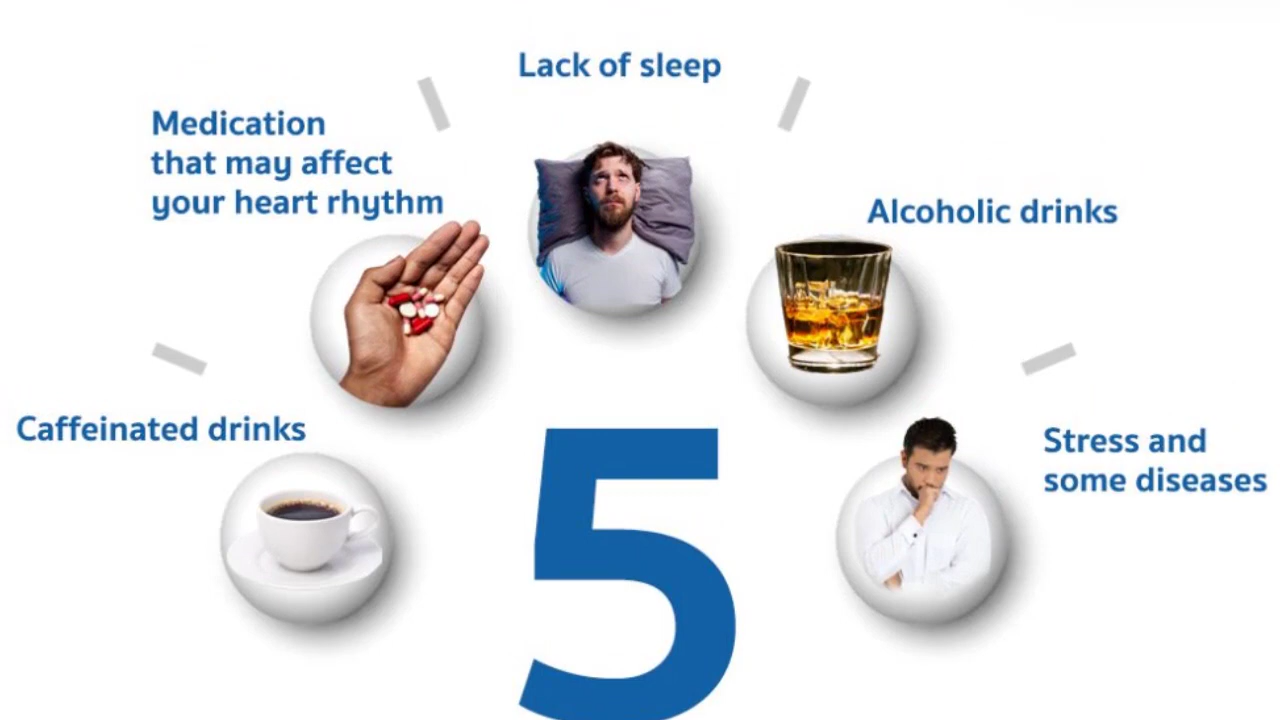 Lack of sleep
Medication
that may affect
your heart rhythm
Alcoholic drinks
Caffeinated drinks
Stress and
some diseases
5